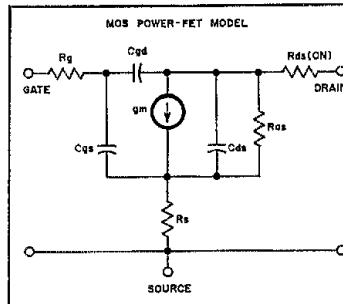 MOS POWER-FET MODEL
Rg
Cgd
Rds(ON)
GATE
DRAIN
gm
Cgs
Cds
Rds
Rs
SOURCE